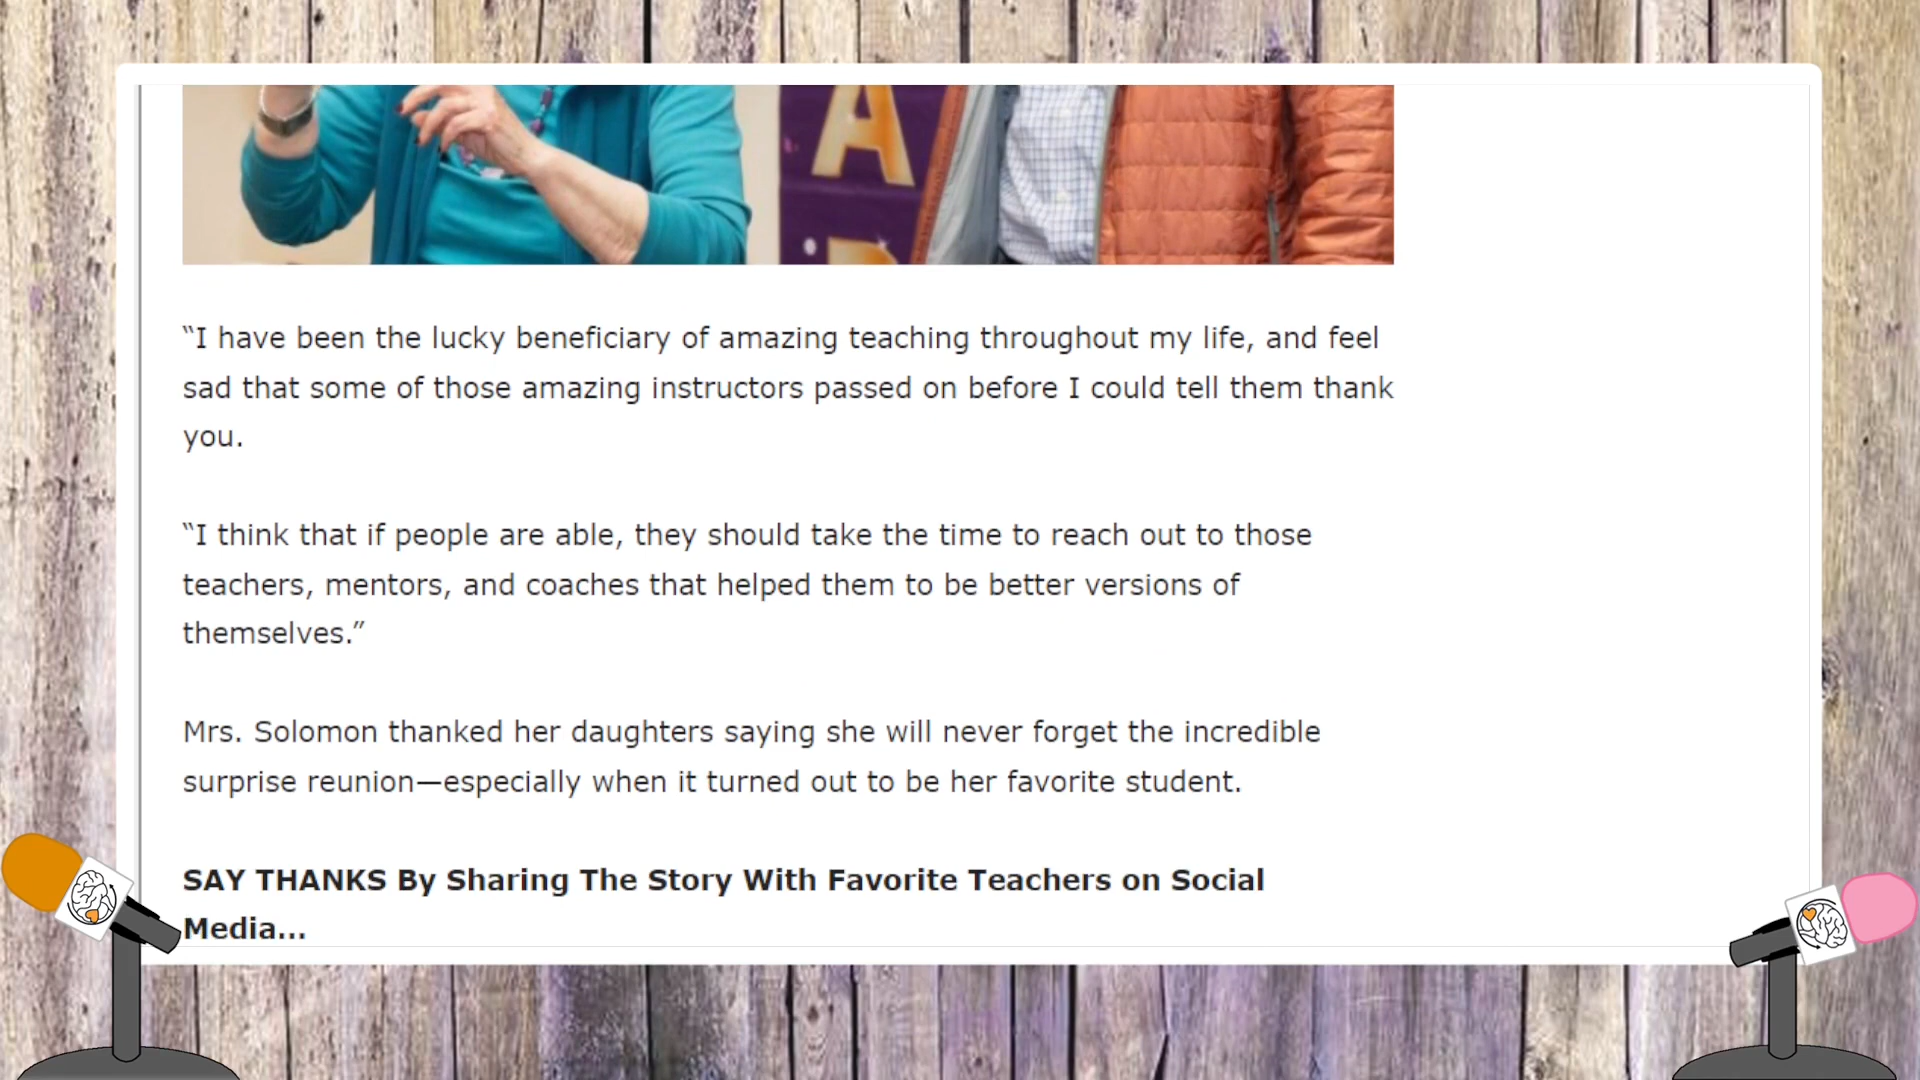 A
“I have been the lucky beneficiary of amazing teaching throughout my life, and feel
sad that some of those amazing instructors passed on before I could tell them thank
you.
“I think that if people are able, they should take the time to reach out to those
teachers, mentors, and coaches that helped them to be better versions of
themselves.”
Mrs. Solomon thanked her daughters saying she will never forget the incredible
surprise reunion—especially when it turned out to be her favorite student.
SAY THANKS By Sharing The Story With Favorite Teachers on Social
Media...